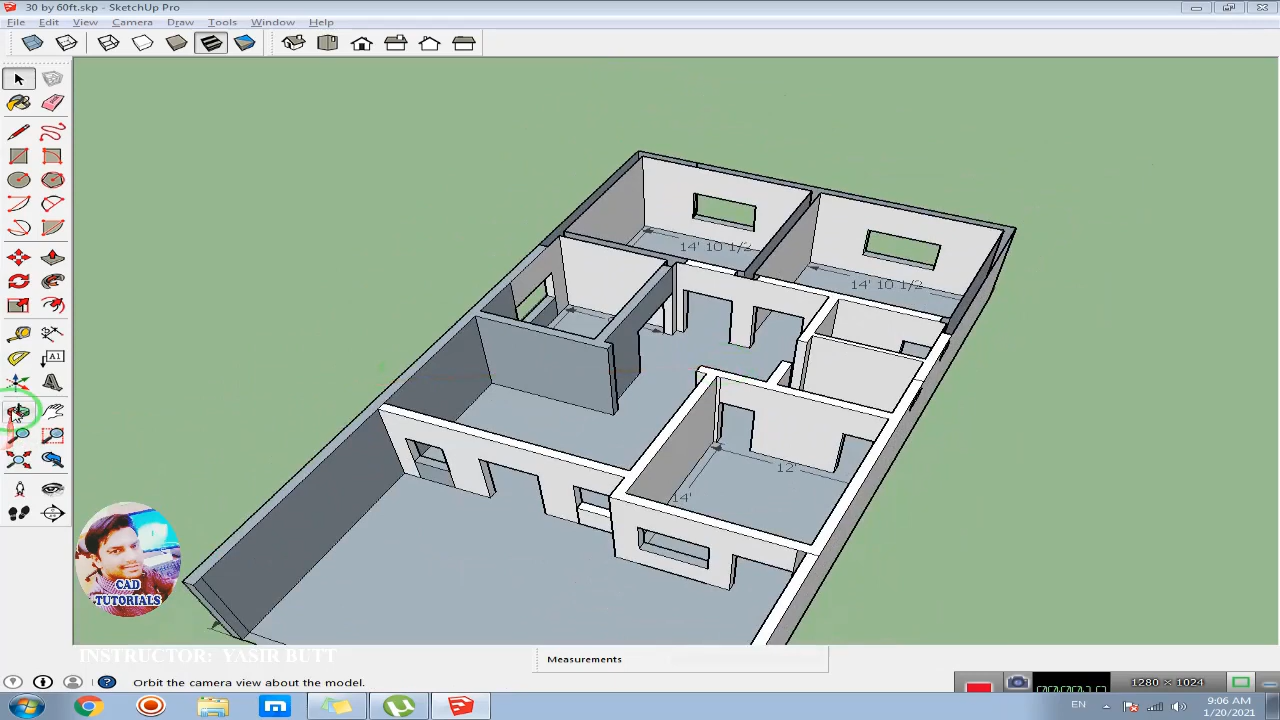 30 by 60ft.skp - SketchUp Pro
File Edit View Camera Draw Tools Window Help
A1
14' 10 1/2
14' 10 1/2
12'
14'
CAD
TUTORIALS
INSTRUCTOR: YASIR BUTT
Measurements
Orbit the camera view about the model.
1280 × 1024
EN
9:06 AM
1/20/2021